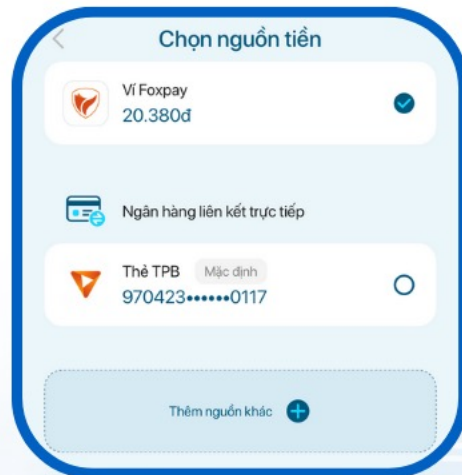 Chọn nguồn tiền
Ví Foxpay
20.380đ
Ngân hàng liên kết trực tiếp
Thẻ TPB Mặc định
970423••••••0117
Thêm nguồn khác